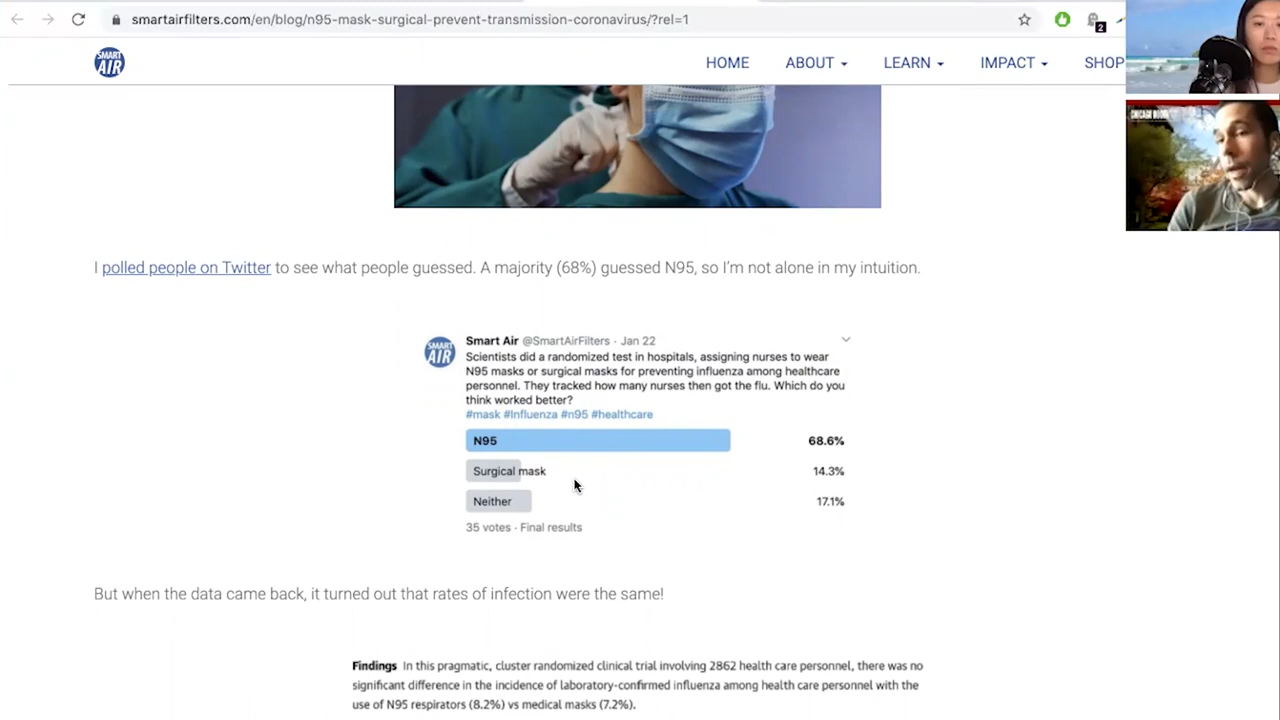 smartairfilters.com/en/blog/n95-mask-surgical-prevent-transmission-coronavirus/?rel=1
2
SMART
AIR
HOME
ABOUT
LEARN
IMPACT
SHOP
I polled people on Twitter to see what people guessed. A majority (68%) guessed N95, so I'm not alone in my intuition.
SMART
AIR
Smart Air @SmartAirFilters · Jan 22
Scientists did a randomized test in hospitals, assigning nurses to wear
N95 masks or surgical masks for preventing influenza among healthcare
personnel. They tracked how many nurses then got the flu. Which do you
think worked better?
#mask #Influenza #n95 #healthcare
N95 68.6%
Surgical mask 14.3%
Neither 17.1%
35 votes · Final results
But when the data came back, it turned out that rates of infection were the same!
Findings In this pragmatic, cluster randomized clinical trial involving 2862 health care personnel, there was no
significant difference in the incidence of laboratory-confirmed influenza among health care personnel with the
use of N95 respirators (8.2%) vs medical masks (7.2%).